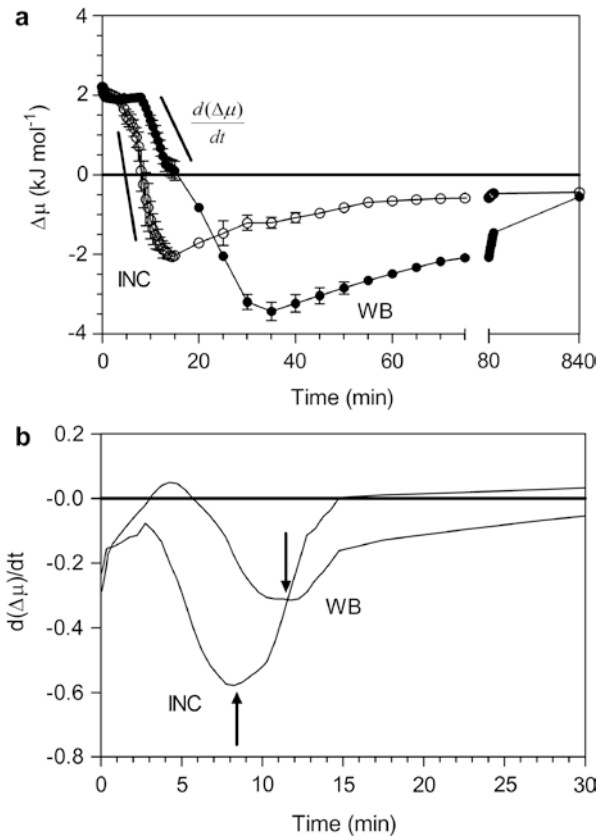 a
4
2
0
-2
-4
Δμ (kJ mol⁻¹)
d(Δμ)
dt
INC
WB
0 20 40 60 80 840
Time (min)
b
0.2
-0.0
-0.2
-0.4
-0.6
-0.8
d(Δμ)/dt
WB
INC
0 5 10 15 20 25 30
Time (min)